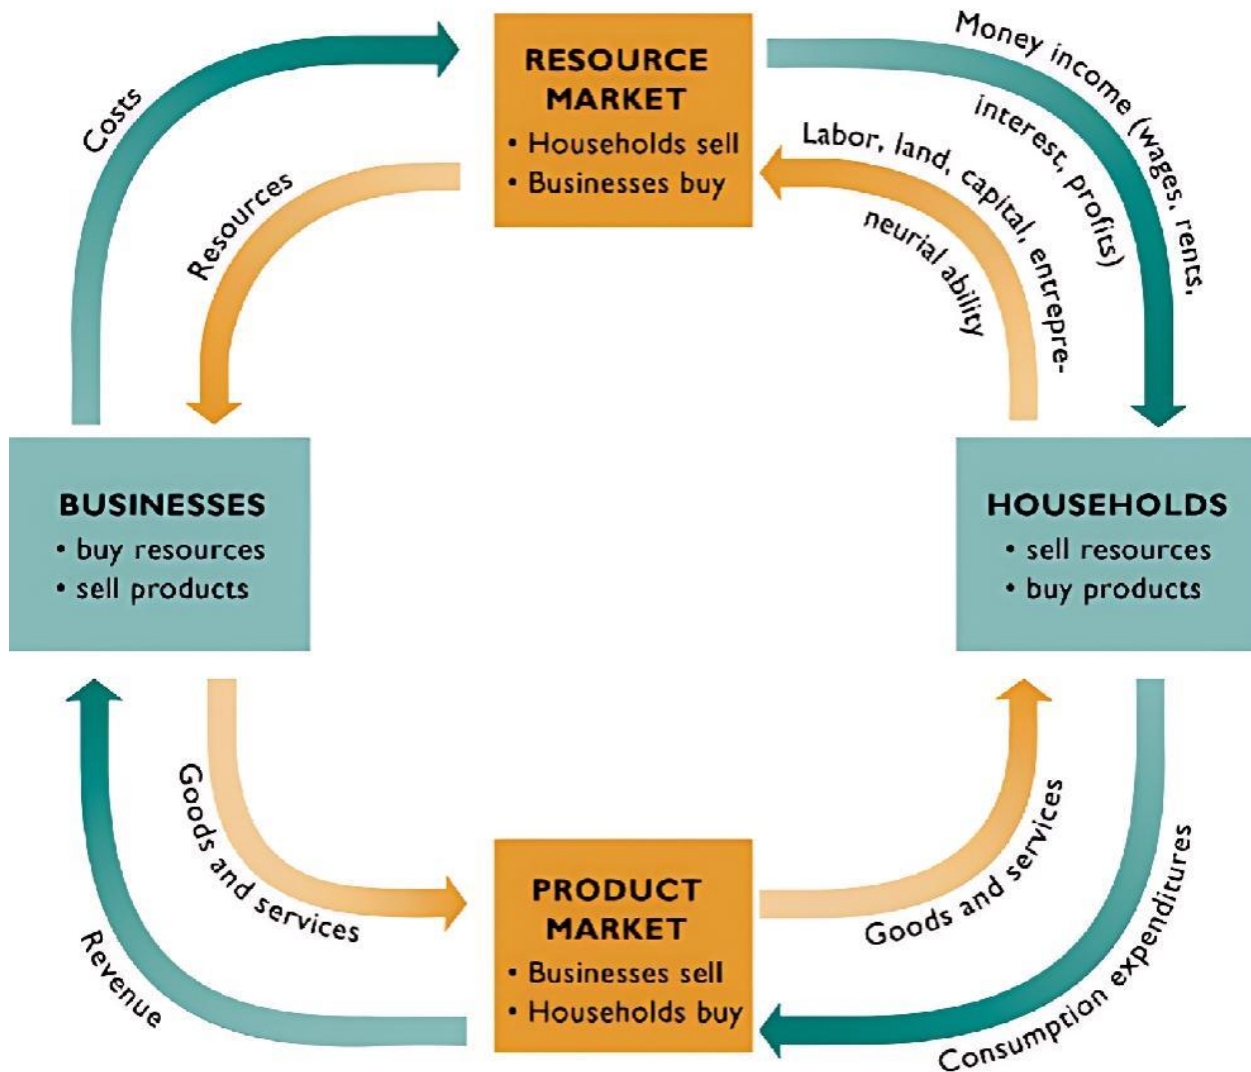 Costs
Resources
RESOURCE
MARKET
• Households sell
• Businesses buy
Money income (wages, rents,
interest, profits)
Labor, land, capital, entrepre-
neurial ability
BUSINESSES
• buy resources
• sell products
HOUSEHOLDS
• sell resources
• buy products
Goods and services
Revenue
PRODUCT
MARKET
• Businesses sell
• Households buy
Goods and services
Consumption expenditures